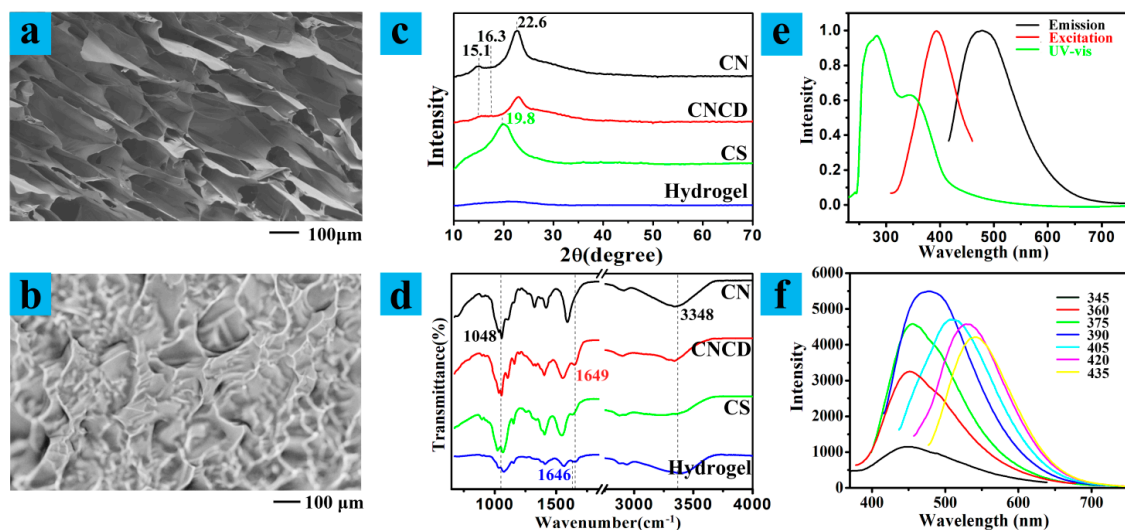 a
100μm
b
100 μm
c
22.6
16.3
15.1
CN
CNCD
19.8
CS
Hydrogel
Intensity
10 20 30 40 50 60 70
2θ(degree)
d
CN
1048
3348
CNCD
1649
CS
1646
Hydrogel
Transmittance(%)
1000 2000 3000 3500 4000
Wavenumber(cm⁻¹)
e
Emission
Excitation
UV-vis
1.0
0.8
0.6
0.4
0.2
0.0
Intensity
300 400 500 600 700
Wavelength (nm)
f
345
360
375
390
405
420
435
6000
5000
4000
3000
2000
1000
0
Intensity
400 500 600 700
Wavelength (nm)